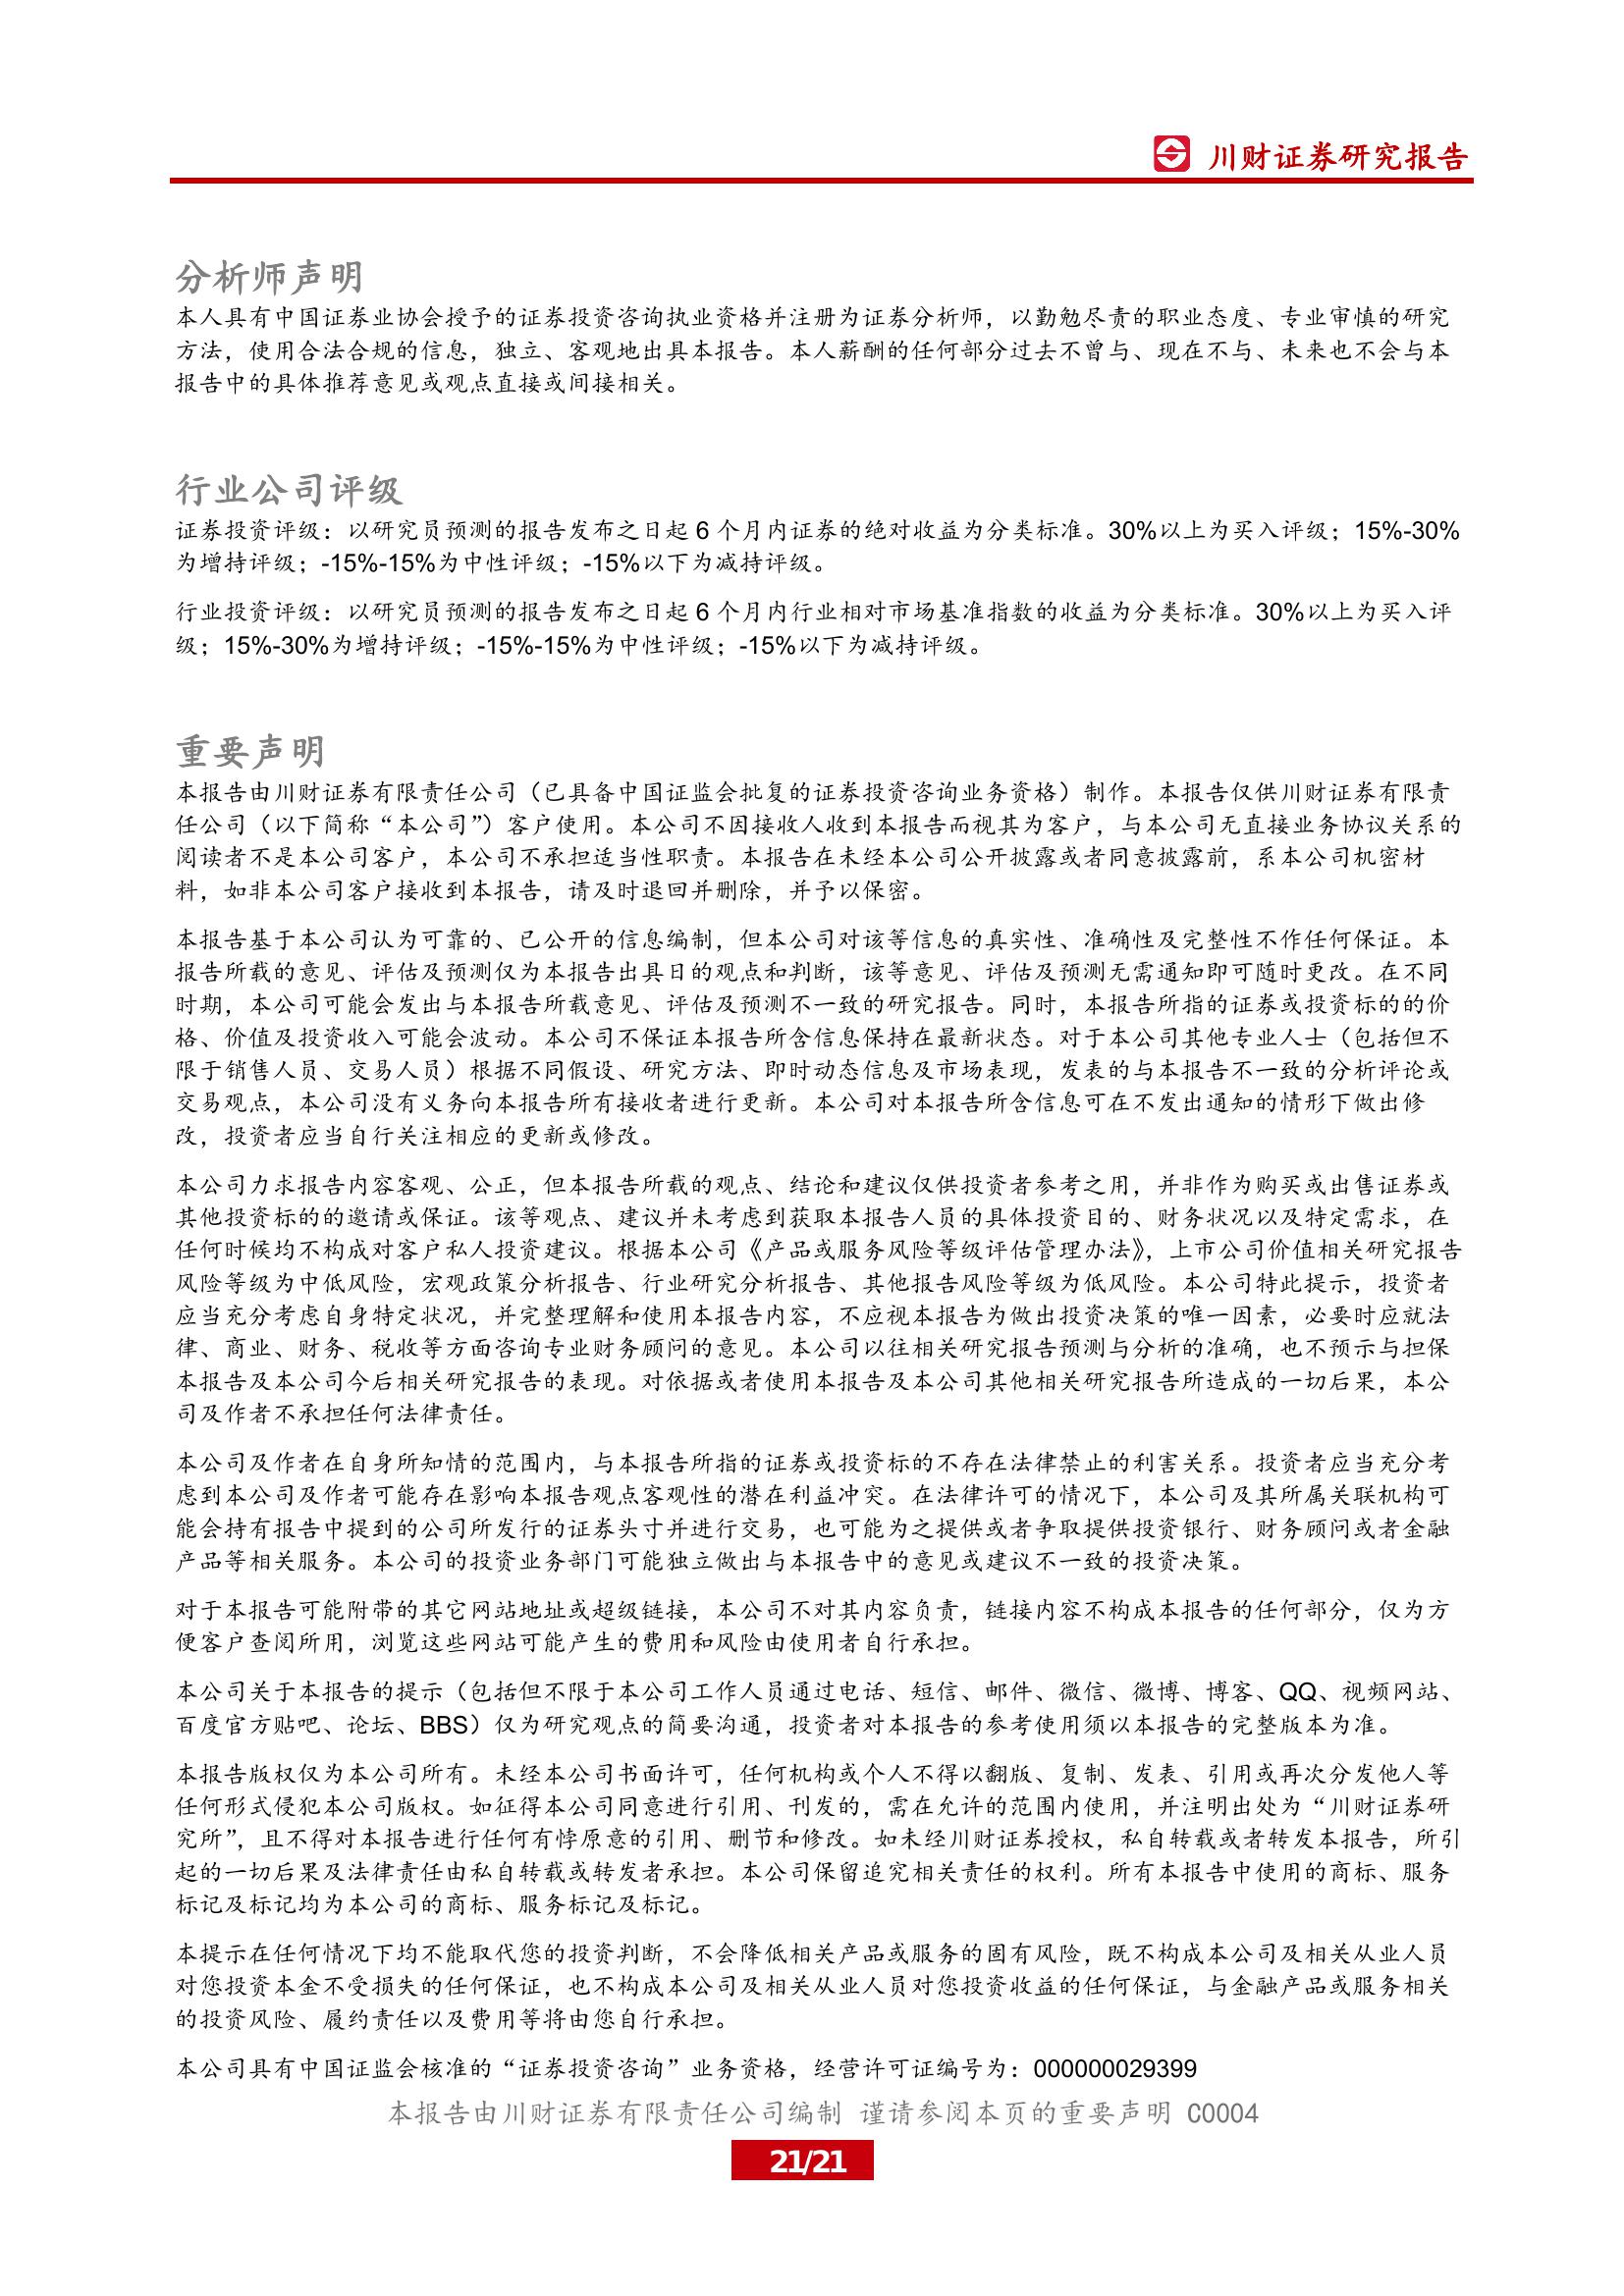 川财证券研究报告
分析师声明
本人具有中国证券业协会授予的证券投资咨询执业资格并注册为证券分析师，以勤勉尽责的职业态度、专业审慎的研究
方法，使用合法合规的信息，独立、客观地出具本报告。本人薪酬的任何部分过去不曾与、现在不与、未来也不会与本
报告中的具体推荐意见或观点直接或间接相关。
行业公司评级
证券投资评级：以研究员预测的报告发布之日起 6 个月内证券的绝对收益为分类标准。30%以上为买入评级；15%-30%
为增持评级；-15%-15%为中性评级；-15%以下为减持评级。
行业投资评级：以研究员预测的报告发布之日起 6 个月内行业相对市场基准指数的收益为分类标准。30%以上为买入评
级；15%-30%为增持评级；-15%-15%为中性评级；-15%以下为减持评级。
重要声明
本报告由川财证券有限责任公司（已具备中国证监会批复的证券投资咨询业务资格）制作。本报告仅供川财证券有限责
任公司（以下简称“本公司”）客户使用。本公司不因接收人收到本报告而视其为客户，与本公司无直接业务协议关系的
阅读者不是本公司客户，本公司不承担适当性职责。本报告在未经本公司公开披露或者同意披露前，系本公司机密材
料，如非本公司客户接收到本报告，请及时退回并删除，并予以保密。
本报告基于本公司认为可靠的、已公开的信息编制，但本公司对该等信息的真实性、准确性及完整性不作任何保证。本
报告所载的意见、评估及预测仅为本报告出具日的观点和判断，该等意见、评估及预测无需通知即可随时更改。在不同
时期，本公司可能会发出与本报告所载意见、评估及预测不一致的研究报告。同时，本报告所指的证券或投资标的的价
格、价值及投资收入可能会波动。本公司不保证本报告所含信息保持在最新状态。对于本公司其他专业人士（包括但不
限于销售人员、交易人员）根据不同假设、研究方法、即时动态信息及市场表现，发表的与本报告不一致的分析评论或
交易观点，本公司没有义务向本报告所有接收者进行更新。本公司对本报告所含信息可在不发出通知的情形下做出修
改，投资者应当自行关注相应的更新或修改。
本公司力求报告内容客观、公正，但本报告所载的观点、结论和建议仅供投资者参考之用，并非作为购买或出售证券或
其他投资标的的邀请或保证。该等观点、建议并未考虑到获取本报告人员的具体投资目的、财务状况以及特定需求，在
任何时候均不构成对客户私人投资建议。根据本公司《产品或服务风险等级评估管理办法》，上市公司价值相关研究报告
风险等级为中低风险，宏观政策分析报告、行业研究分析报告、其他报告风险等级为低风险。本公司特此提示，投资者
应当充分考虑自身特定状况，并完整理解和使用本报告内容，不应视本报告为做出投资决策的唯一因素，必要时应就法
律、商业、财务、税收等方面咨询专业财务顾问的意见。本公司以往相关研究报告预测与分析的准确，也不预示与担保
本报告及本公司今后相关研究报告的表现。对依据或者使用本报告及本公司其他相关研究报告所造成的一切后果，本公
司及作者不承担任何法律责任。
本公司及作者在自身所知情的范围内，与本报告所指的证券或投资标的不存在法律禁止的利害关系。投资者应当充分考
虑到本公司及作者可能存在影响本报告观点客观性的潜在利益冲突。在法律许可的情况下，本公司及其所属关联机构可
能会持有报告中提到的公司所发行的证券头寸并进行交易，也可能为之提供或者争取提供投资银行、财务顾问或者金融
产品等相关服务。本公司的投资业务部门可能独立做出与本报告中的意见或建议不一致的投资决策。
对于本报告可能附带的其它网站地址或超级链接，本公司不对其内容负责，链接内容不构成本报告的任何部分，仅为方
便客户查阅所用，浏览这些网站可能产生的费用和风险由使用者自行承担。
本公司关于本报告的提示（包括但不限于本公司工作人员通过电话、短信、邮件、微信、微博、博客、QQ、视频网站、
百度官方贴吧、论坛、BBS）仅为研究观点的简要沟通，投资者对本报告的参考使用须以本报告的完整版本为准。
本报告版权仅为本公司所有。未经本公司书面许可，任何机构或个人不得以翻版、复制、发表、引用或再次分发他人等
任何形式侵犯本公司版权。如征得本公司同意进行引用、刊发的，需在允许的范围内使用，并注明出处为“川财证券研
究所”，且不得对本报告进行任何有悖原意的引用、删节和修改。如未经川财证券授权，私自转载或者转发本报告，所引
起的一切后果及法律责任由私自转载或转发者承担。本公司保留追究相关责任的权利。所有本报告中使用的商标、服务
标记及标记均为本公司的商标、服务标记及标记。
本提示在任何情况下均不能取代您的投资判断，不会降低相关产品或服务的固有风险，既不构成本公司及相关从业人员
对您投资本金不受损失的任何保证，也不构成本公司及相关从业人员对您投资收益的任何保证，与金融产品或服务相关
的投资风险、履约责任以及费用等将由您自行承担。
本公司具有中国证监会核准的“证券投资咨询”业务资格，经营许可证编号为：000000029399
本报告由川财证券有限责任公司编制 谨请参阅本页的重要声明 C0004
21/21